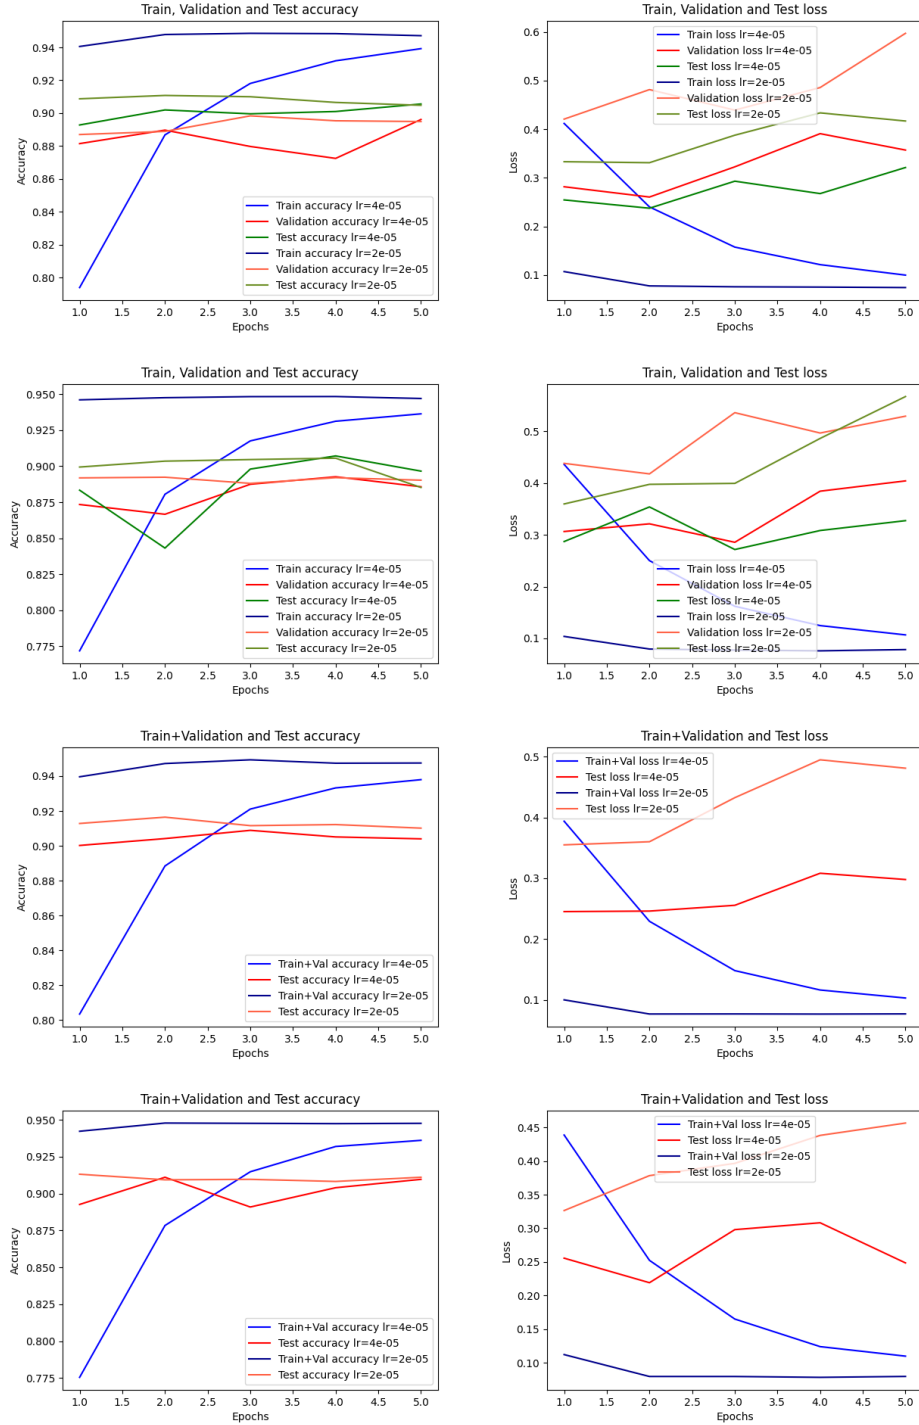 Train, Validation and Test accuracy
Accuracy
0.94
0.92
0.90
0.88
0.86
0.84
0.82
0.80
Train accuracy lr=4e-05
Validation accuracy lr=4e-05
Test accuracy lr=4e-05
Train accuracy lr=2e-05
Validation accuracy lr=2e-05
Test accuracy lr=2e-05
1.0 1.5 2.0 2.5 3.0 3.5 4.0 4.5 5.0
Epochs
Train, Validation and Test loss
Loss
0.6
0.5
0.4
0.3
0.2
0.1
Train loss lr=4e-05
Validation loss lr=4e-05
Test loss lr=4e-05
Train loss lr=2e-05
Validation loss lr=2e-05
Test loss lr=2e-05
1.0 1.5 2.0 2.5 3.0 3.5 4.0 4.5 5.0
Epochs
Train, Validation and Test accuracy
Accuracy
0.950
0.925
0.900
0.875
0.850
0.825
0.800
0.775
Train accuracy lr=4e-05
Validation accuracy lr=4e-05
Test accuracy lr=4e-05
Train accuracy lr=2e-05
Validation accuracy lr=2e-05
Test accuracy lr=2e-05
1.0 1.5 2.0 2.5 3.0 3.5 4.0 4.5 5.0
Epochs
Train, Validation and Test loss
Loss
0.5
0.4
0.3
0.2
0.1
Train loss lr=4e-05
Validation loss lr=4e-05
Test loss lr=4e-05
Train loss lr=2e-05
Validation loss lr=2e-05
Test loss lr=2e-05
1.0 1.5 2.0 2.5 3.0 3.5 4.0 4.5 5.0
Epochs
Train+Validation and Test accuracy
Accuracy
0.94
0.92
0.90
0.88
0.86
0.84
0.82
0.80
Train+Val accuracy lr=4e-05
Test accuracy lr=4e-05
Train+Val accuracy lr=2e-05
Test accuracy lr=2e-05
1.0 1.5 2.0 2.5 3.0 3.5 4.0 4.5 5.0
Epochs
Train+Validation and Test loss
Loss
0.5
0.4
0.3
0.2
0.1
Train+Val loss lr=4e-05
Test loss lr=4e-05
Train+Val loss lr=2e-05
Test loss lr=2e-05
1.0 1.5 2.0 2.5 3.0 3.5 4.0 4.5 5.0
Epochs
Train+Validation and Test accuracy
Accuracy
0.950
0.925
0.900
0.875
0.850
0.825
0.800
0.775
Train+Val accuracy lr=4e-05
Test accuracy lr=4e-05
Train+Val accuracy lr=2e-05
Test accuracy lr=2e-05
1.0 1.5 2.0 2.5 3.0 3.5 4.0 4.5 5.0
Epochs
Train+Validation and Test loss
Loss
0.45
0.40
0.35
0.30
0.25
0.20
0.15
0.10
Train+Val loss lr=4e-05
Test loss lr=4e-05
Train+Val loss lr=2e-05
Test loss lr=2e-05
1.0 1.5 2.0 2.5 3.0 3.5 4.0 4.5 5.0
Epochs